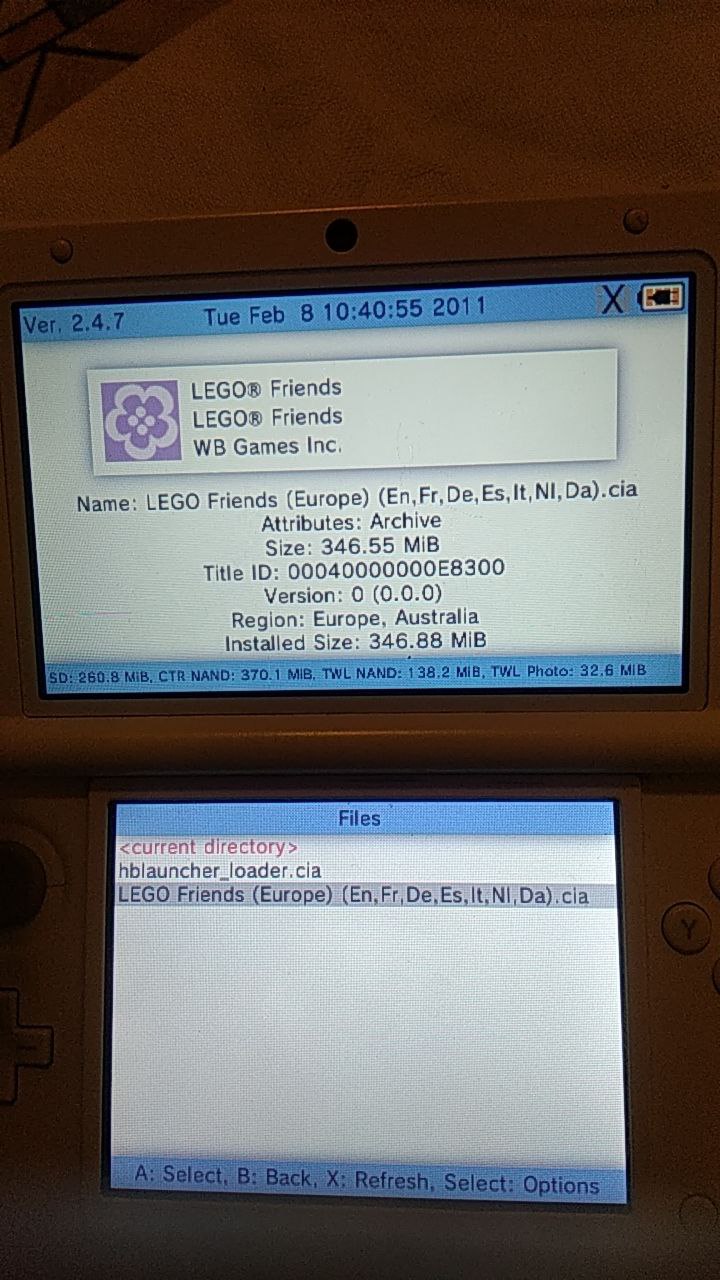 Ver. 2.4.7 Tue Feb 8 10:40:55 2011 X
LEGO® Friends
LEGO® Friends
WB Games Inc.
Name: LEGO Friends (Europe) (En,Fr,De,Es,It,Nl,Da).cia
Attributes: Archive
Size: 346.55 MiB
Title ID: 00040000000E8300
Version: 0 (0.0.0)
Region: Europe, Australia
Installed Size: 346.88 MiB
SD: 260.8 MiB, CTR NAND: 370.1 MiB, TWL NAND: 138.2 MiB, TWL Photo: 32.6 MiB
Files
<current directory>
hblauncher_loader.cia
LEGO Friends (Europe) (En,Fr,De,Es,It,Nl,Da).cia
Y
A: Select, B: Back, X: Refresh, Select: Options